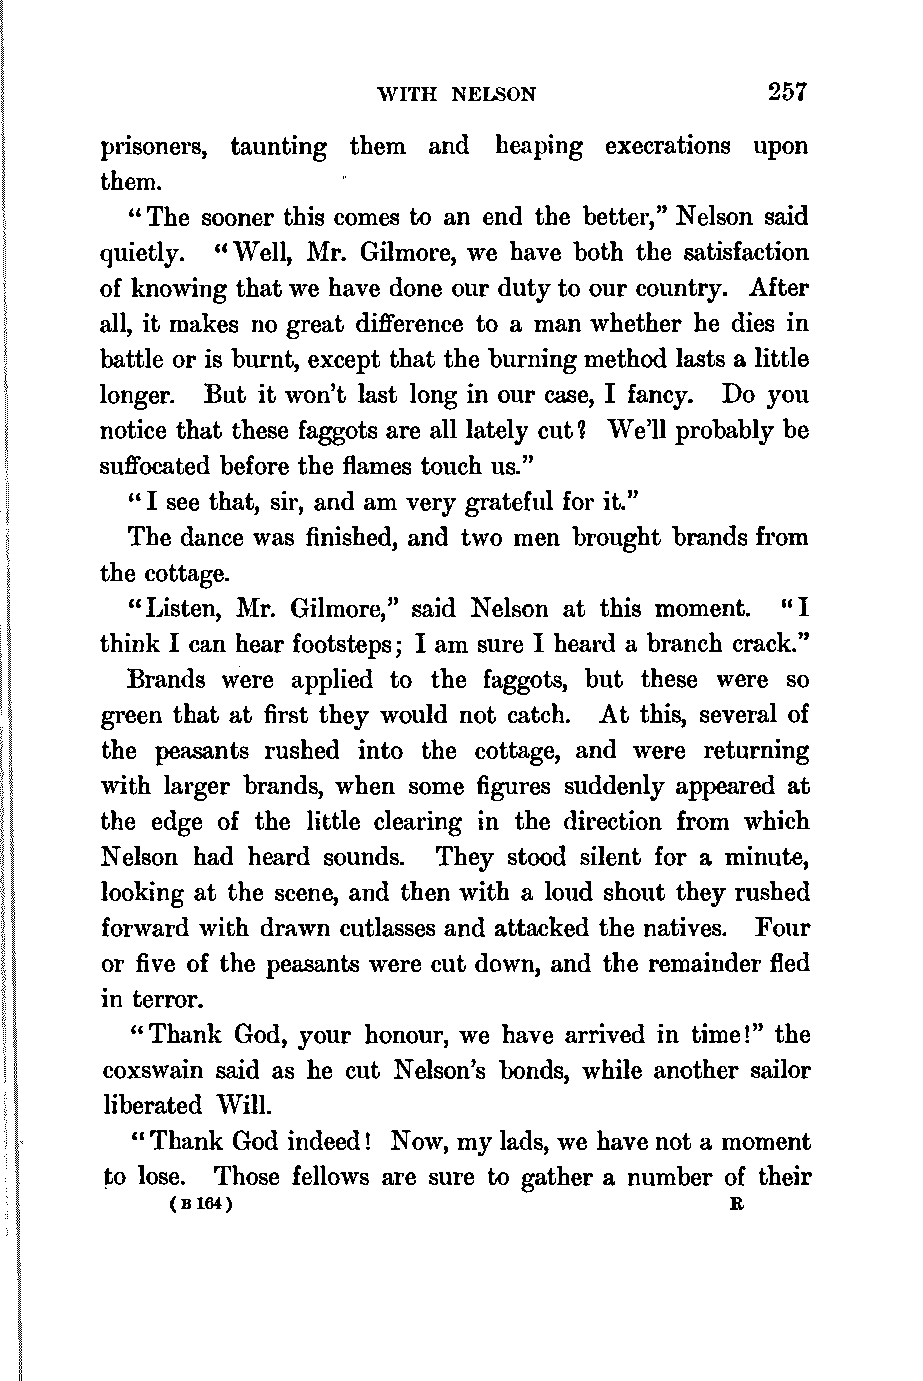 WITH NELSON 257
prisoners, taunting them and heaping execrations upon
them.
"The sooner this comes to an end the better," Nelson said
quietly. "Well, Mr. Gilmore, we have both the satisfaction
of knowing that we have done our duty to our country. After
all, it makes no great difference to a man whether he dies in
battle or is burnt, except that the burning method lasts a little
longer. But it won't last long in our case, I fancy. Do you
notice that these faggots are all lately cut? We'll probably be
suffocated before the flames touch us."
"I see that, sir, and am very grateful for it."
The dance was finished, and two men brought brands from
the cottage.
"Listen, Mr. Gilmore," said Nelson at this moment. "I
think I can hear footsteps; I am sure I heard a branch crack."
Brands were applied to the faggots, but these were so
green that at first they would not catch. At this, several of
the peasants rushed into the cottage, and were returning
with larger brands, when some figures suddenly appeared at
the edge of the little clearing in the direction from which
Nelson had heard sounds. They stood silent for a minute,
looking at the scene, and then with a loud shout they rushed
forward with drawn cutlasses and attacked the natives. Four
or five of the peasants were cut down, and the remainder fled
in terror.
"Thank God, your honour, we have arrived in time!" the
coxswain said as he cut Nelson's bonds, while another sailor
liberated Will.
"Thank God indeed! Now, my lads, we have not a moment
to lose. Those fellows are sure to gather a number of their
(B 164) R